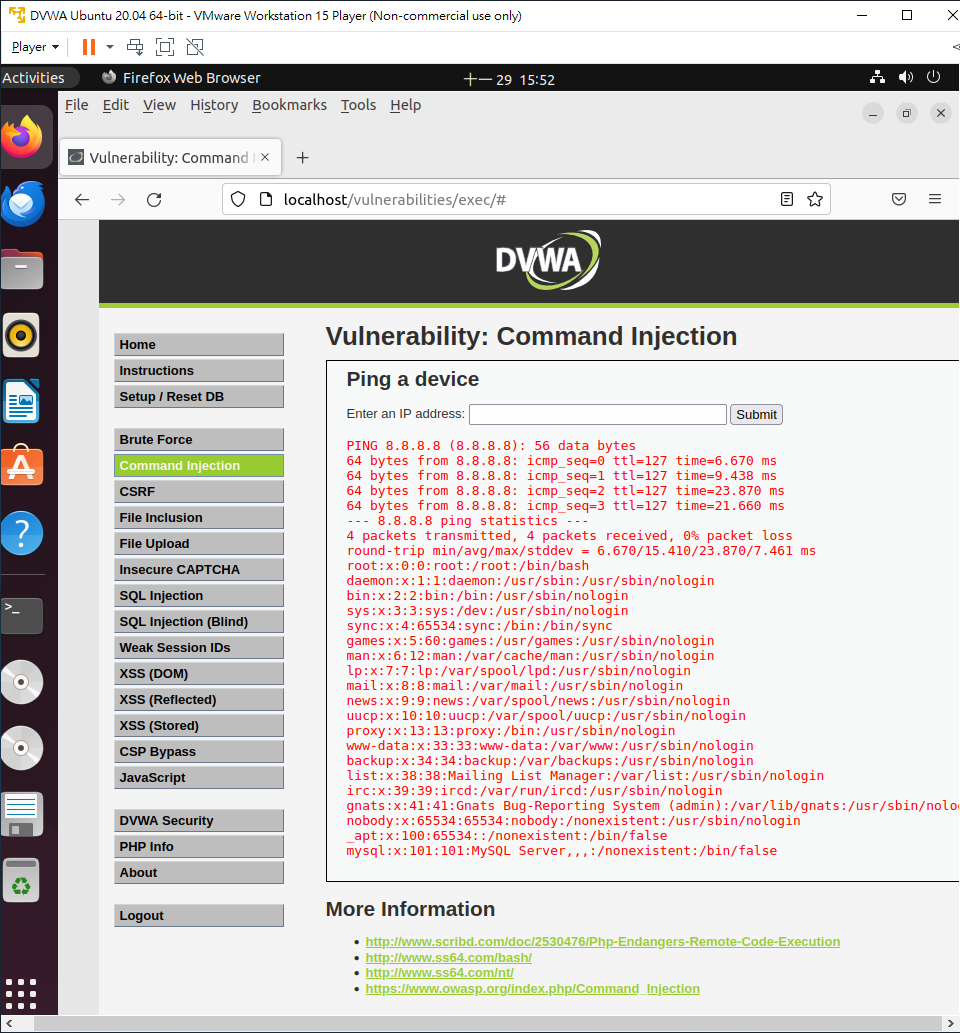 DVWA Ubuntu 20.04 64-bit - VMware Workstation 15 Player (Non-commercial use only)
Player
Activities
Firefox Web Browser
十一 29 15:52
File Edit View History Bookmarks Tools Help
Vulnerability: Command I
localhost/vulnerabilities/exec/#
DVWA
Home
Instructions
Setup / Reset DB
Brute Force
Command Injection
CSRF
File Inclusion
File Upload
Insecure CAPTCHA
SQL Injection
SQL Injection (Blind)
Weak Session IDs
XSS (DOM)
XSS (Reflected)
XSS (Stored)
CSP Bypass
JavaScript
DVWA Security
PHP Info
About
Logout
Vulnerability: Command Injection
Ping a device
Enter an IP address: Submit
PING 8.8.8.8 (8.8.8.8): 56 data bytes
64 bytes from 8.8.8.8: icmp_seq=0 ttl=127 time=6.670 ms
64 bytes from 8.8.8.8: icmp_seq=1 ttl=127 time=9.438 ms
64 bytes from 8.8.8.8: icmp_seq=2 ttl=127 time=23.870 ms
64 bytes from 8.8.8.8: icmp_seq=3 ttl=127 time=21.660 ms
--- 8.8.8.8 ping statistics ---
4 packets transmitted, 4 packets received, 0% packet loss
round-trip min/avg/max/stddev = 6.670/15.410/23.870/7.461 ms
root:x:0:0:root:/root:/bin/bash
daemon:x:1:1:daemon:/usr/sbin:/usr/sbin/nologin
bin:x:2:2:bin:/bin:/usr/sbin/nologin
sys:x:3:3:sys:/dev:/usr/sbin/nologin
sync:x:4:65534:sync:/bin:/bin/sync
games:x:5:60:games:/usr/games:/usr/sbin/nologin
man:x:6:12:man:/var/cache/man:/usr/sbin/nologin
lp:x:7:7:lp:/var/spool/lpd:/usr/sbin/nologin
mail:x:8:8:mail:/var/mail:/usr/sbin/nologin
news:x:9:9:news:/var/spool/news:/usr/sbin/nologin
uucp:x:10:10:uucp:/var/spool/uucp:/usr/sbin/nologin
proxy:x:13:13:proxy:/bin:/usr/sbin/nologin
www-data:x:33:33:www-data:/var/www:/usr/sbin/nologin
backup:x:34:34:backup:/var/backups:/usr/sbin/nologin
list:x:38:38:Mailing List Manager:/var/list:/usr/sbin/nologin
irc:x:39:39:ircd:/var/run/ircd:/usr/sbin/nologin
gnats:x:41:41:Gnats Bug-Reporting System (admin):/var/lib/gnats:/usr/sbin/nolo
nobody:x:65534:65534:nobody:/nonexistent:/usr/sbin/nologin
_apt:x:100:65534::/nonexistent:/bin/false
mysql:x:101:101:MySQL Server,,,:/nonexistent:/bin/false
More Information
http://www.scribd.com/doc/2530476/Php-Endangers-Remote-Code-Execution
http://www.ss64.com/bash/
http://www.ss64.com/nt/
https://www.owasp.org/index.php/Command_Injection